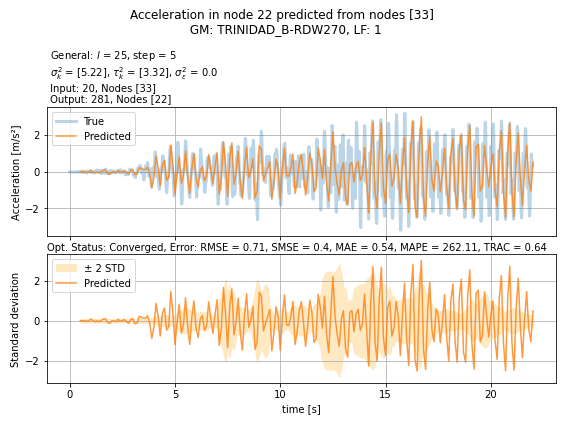 Acceleration in node 22 predicted from nodes [33]
GM: TRINIDAD_B-RDW270, LF: 1
General: l = 25, step = 5
σ²ₖ = [5.22], τ²ₖ = [3.32], σ²ε = 0.0
Input: 20, Nodes [33]
Output: 281, Nodes [22]
True
Predicted
Acceleration [m/s²]
2
0
−2
Opt. Status: Converged, Error: RMSE = 0.71, SMSE = 0.4, MAE = 0.54, MAPE = 262.11, TRAC = 0.64
± 2 STD
Predicted
Standard deviation
2
0
−2
0 5 10 15 20
time [s]